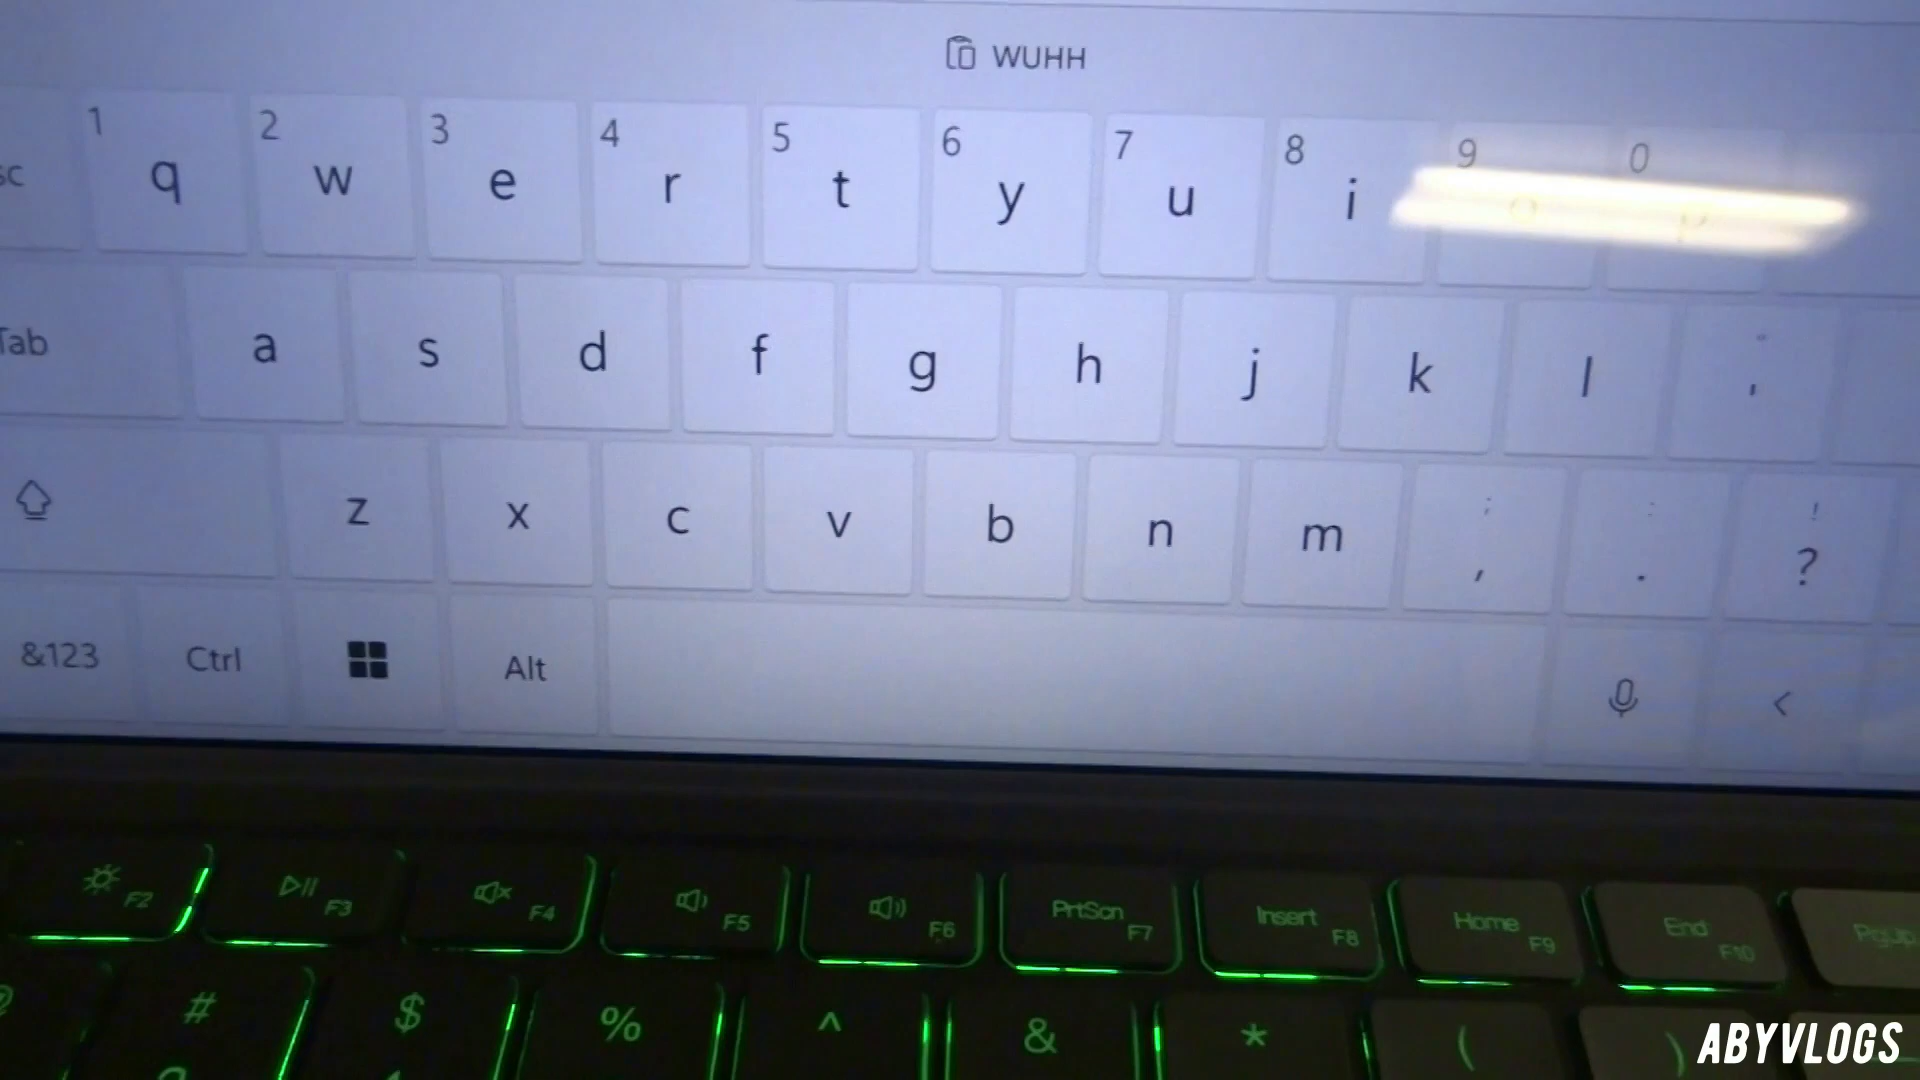 WUHH
1 2 3 4 5 6 7 8 9 0
q w e r t y u i o p
Tab a s d f g h j k l " '
z x c v b n m ; , : . ! ?
&123 Ctrl Alt <
F2 F3 F4 F5 F6 PrtScn F7 Insert F8 Home F9 End F10 PgUp
# $ % ^ & * ( )
ABYVLOGS